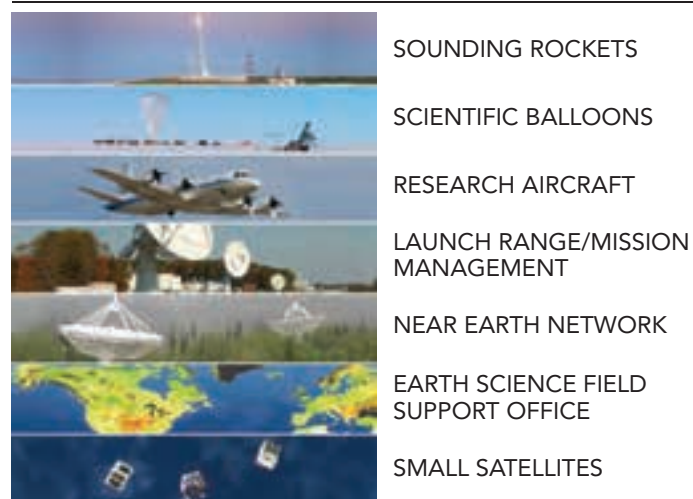 SOUNDING ROCKETS
SCIENTIFIC BALLOONS
RESEARCH AIRCRAFT
LAUNCH RANGE/MISSION
MANAGEMENT
NEAR EARTH NETWORK
EARTH SCIENCE FIELD
SUPPORT OFFICE
SMALL SATELLITES